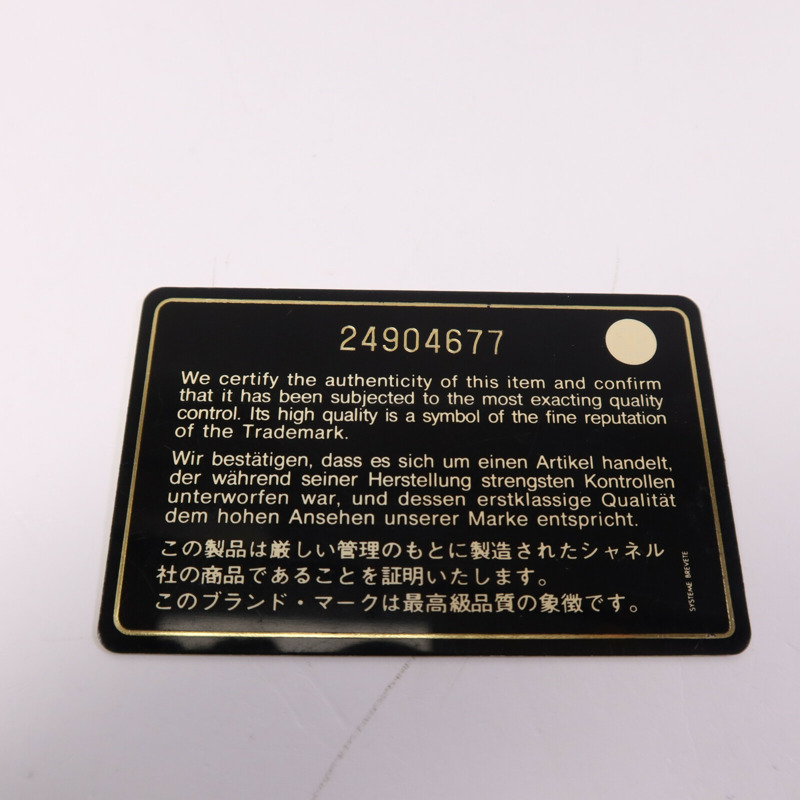 24904677
We certify the authenticity of this item and confirm
that it has been subjected to the most exacting quality
control. Its high quality is a symbol of the fine reputation
of the Trademark.
Wir bestätigen, dass es sich um einen Artikel handelt,
der während seiner Herstellung strengsten Kontrollen
unterworfen war, und dessen erstklassige Qualität
dem hohen Ansehen unserer Marke entspricht.
この製品は厳しい管理のもとに製造されたシャネル
社の商品であることを証明いたします。
このブランド・マークは最高級品質の象徴です。
SYSTEME BREVETE